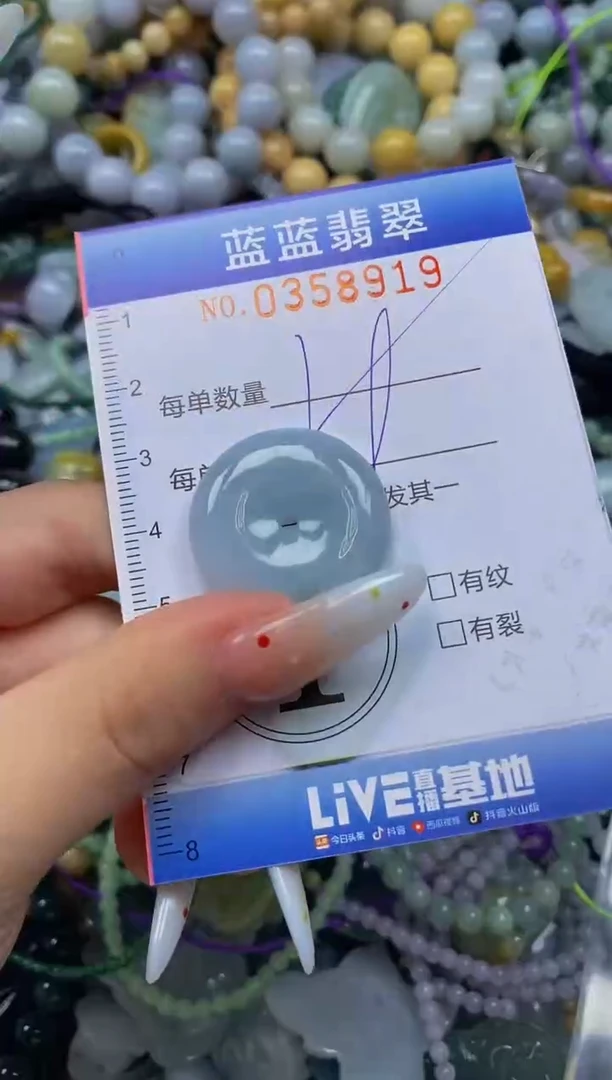 蓝蓝翡翠
NO.0358919
1
2
每单数量
3
每
发其一
4
5
有纹
有裂
7
LiVE直播基地
今日头条 抖音 西瓜视频 抖音火山版
8